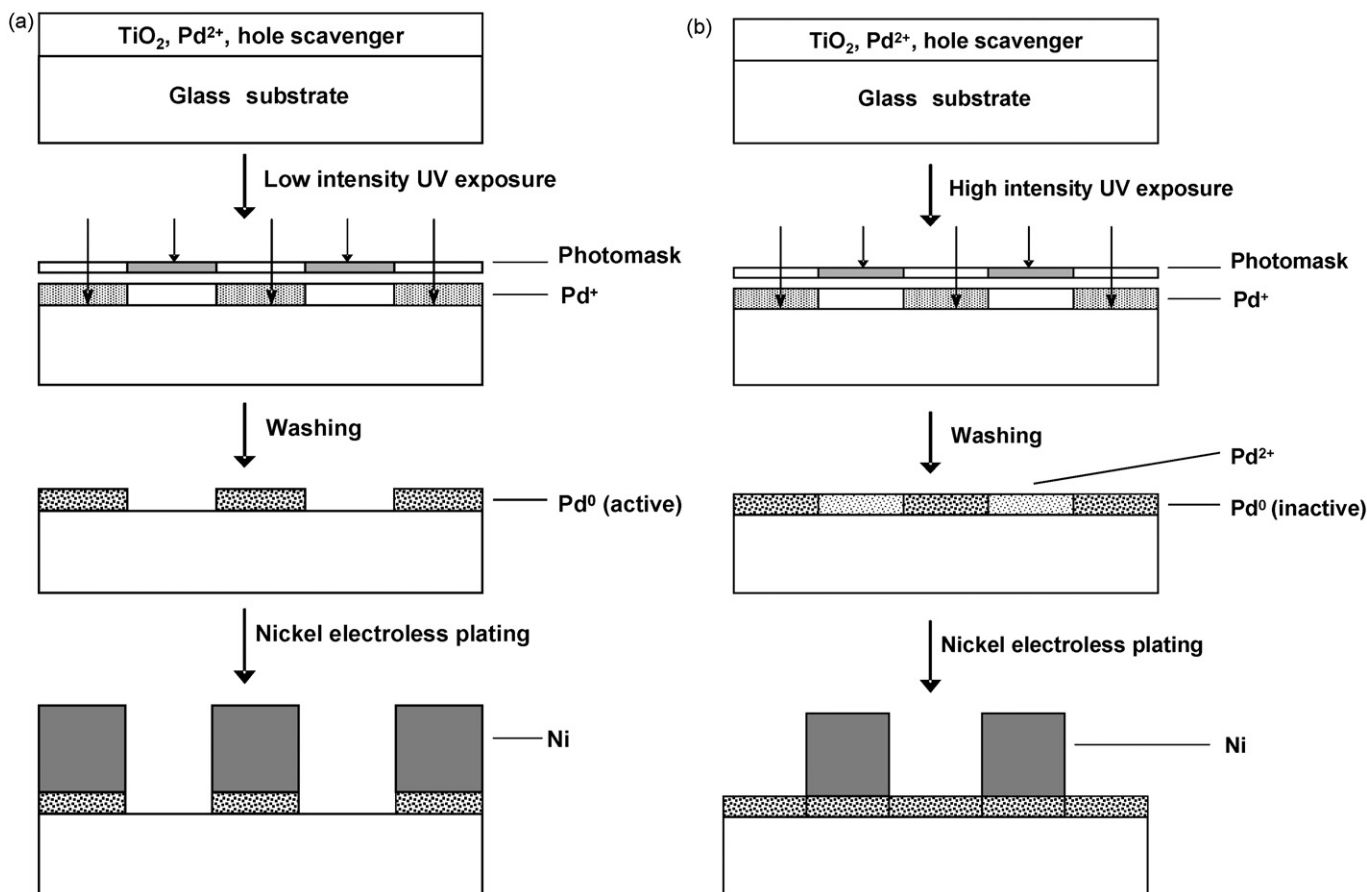 (a)
TiO₂, Pd²⁺, hole scavenger
Glass substrate
Low intensity UV exposure
Photomask
Pd⁺
Washing
Pd⁰ (active)
Nickel electroless plating
Ni
(b)
TiO₂, Pd²⁺, hole scavenger
Glass substrate
High intensity UV exposure
Photomask
Pd⁺
Washing
Pd²⁺
Pd⁰ (inactive)
Nickel electroless plating
Ni